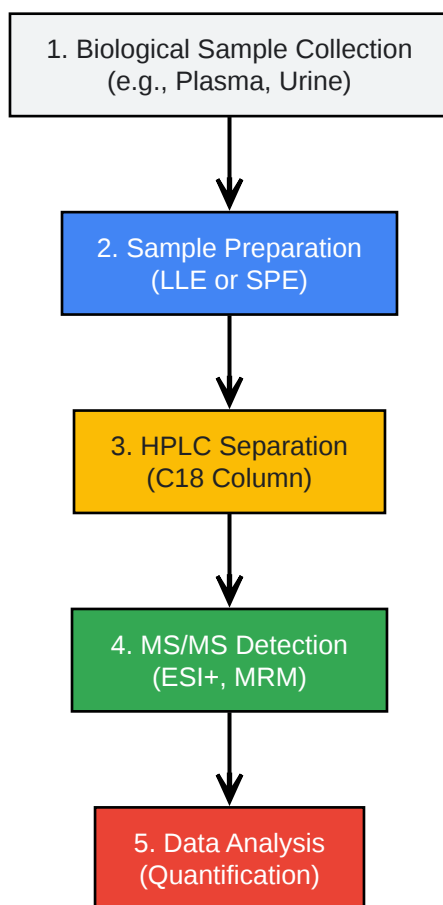 1. Biological Sample Collection
(e.g., Plasma, Urine)
2. Sample Preparation
(LLE or SPE)
3. HPLC Separation
(C18 Column)
4. MS/MS Detection
(ESI+, MRM)
5. Data Analysis
(Quantification)